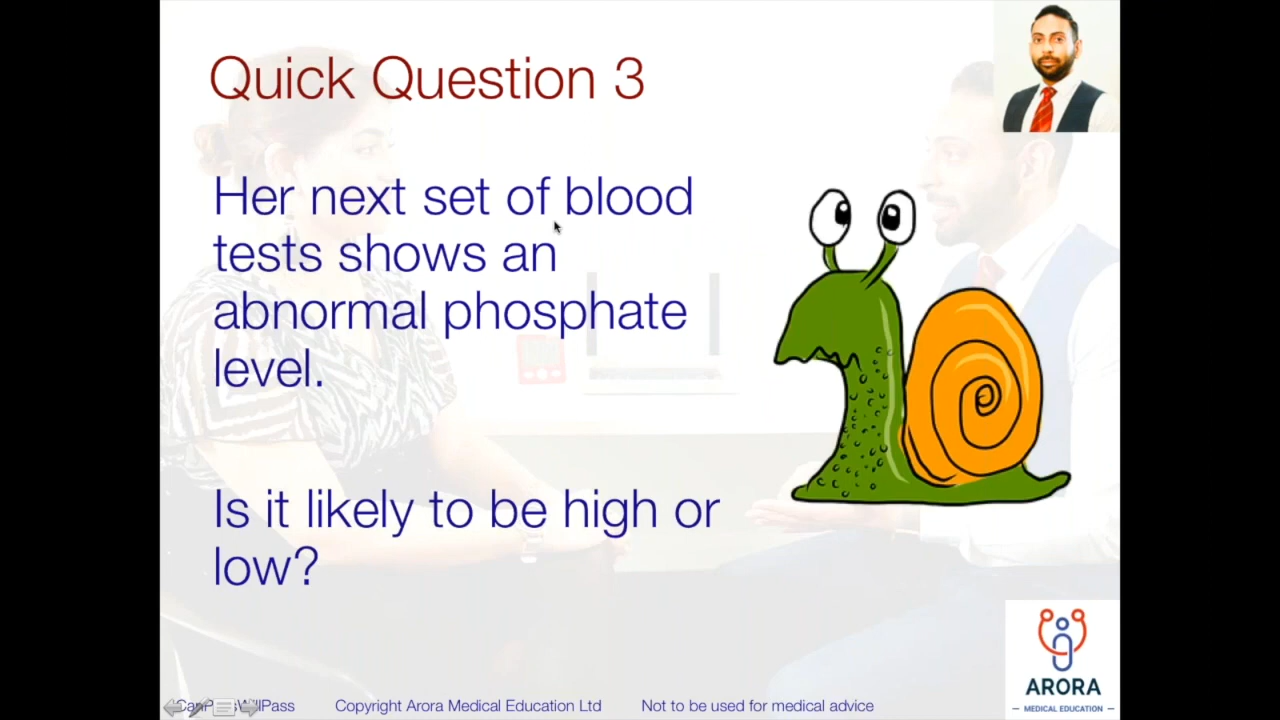 Quick Question 3
Her next set of blood
tests shows an
abnormal phosphate
level.
Is it likely to be high or
low?
Copyright Arora Medical Education Ltd
Not to be used for medical advice
ARORA
MEDICAL EDUCATION